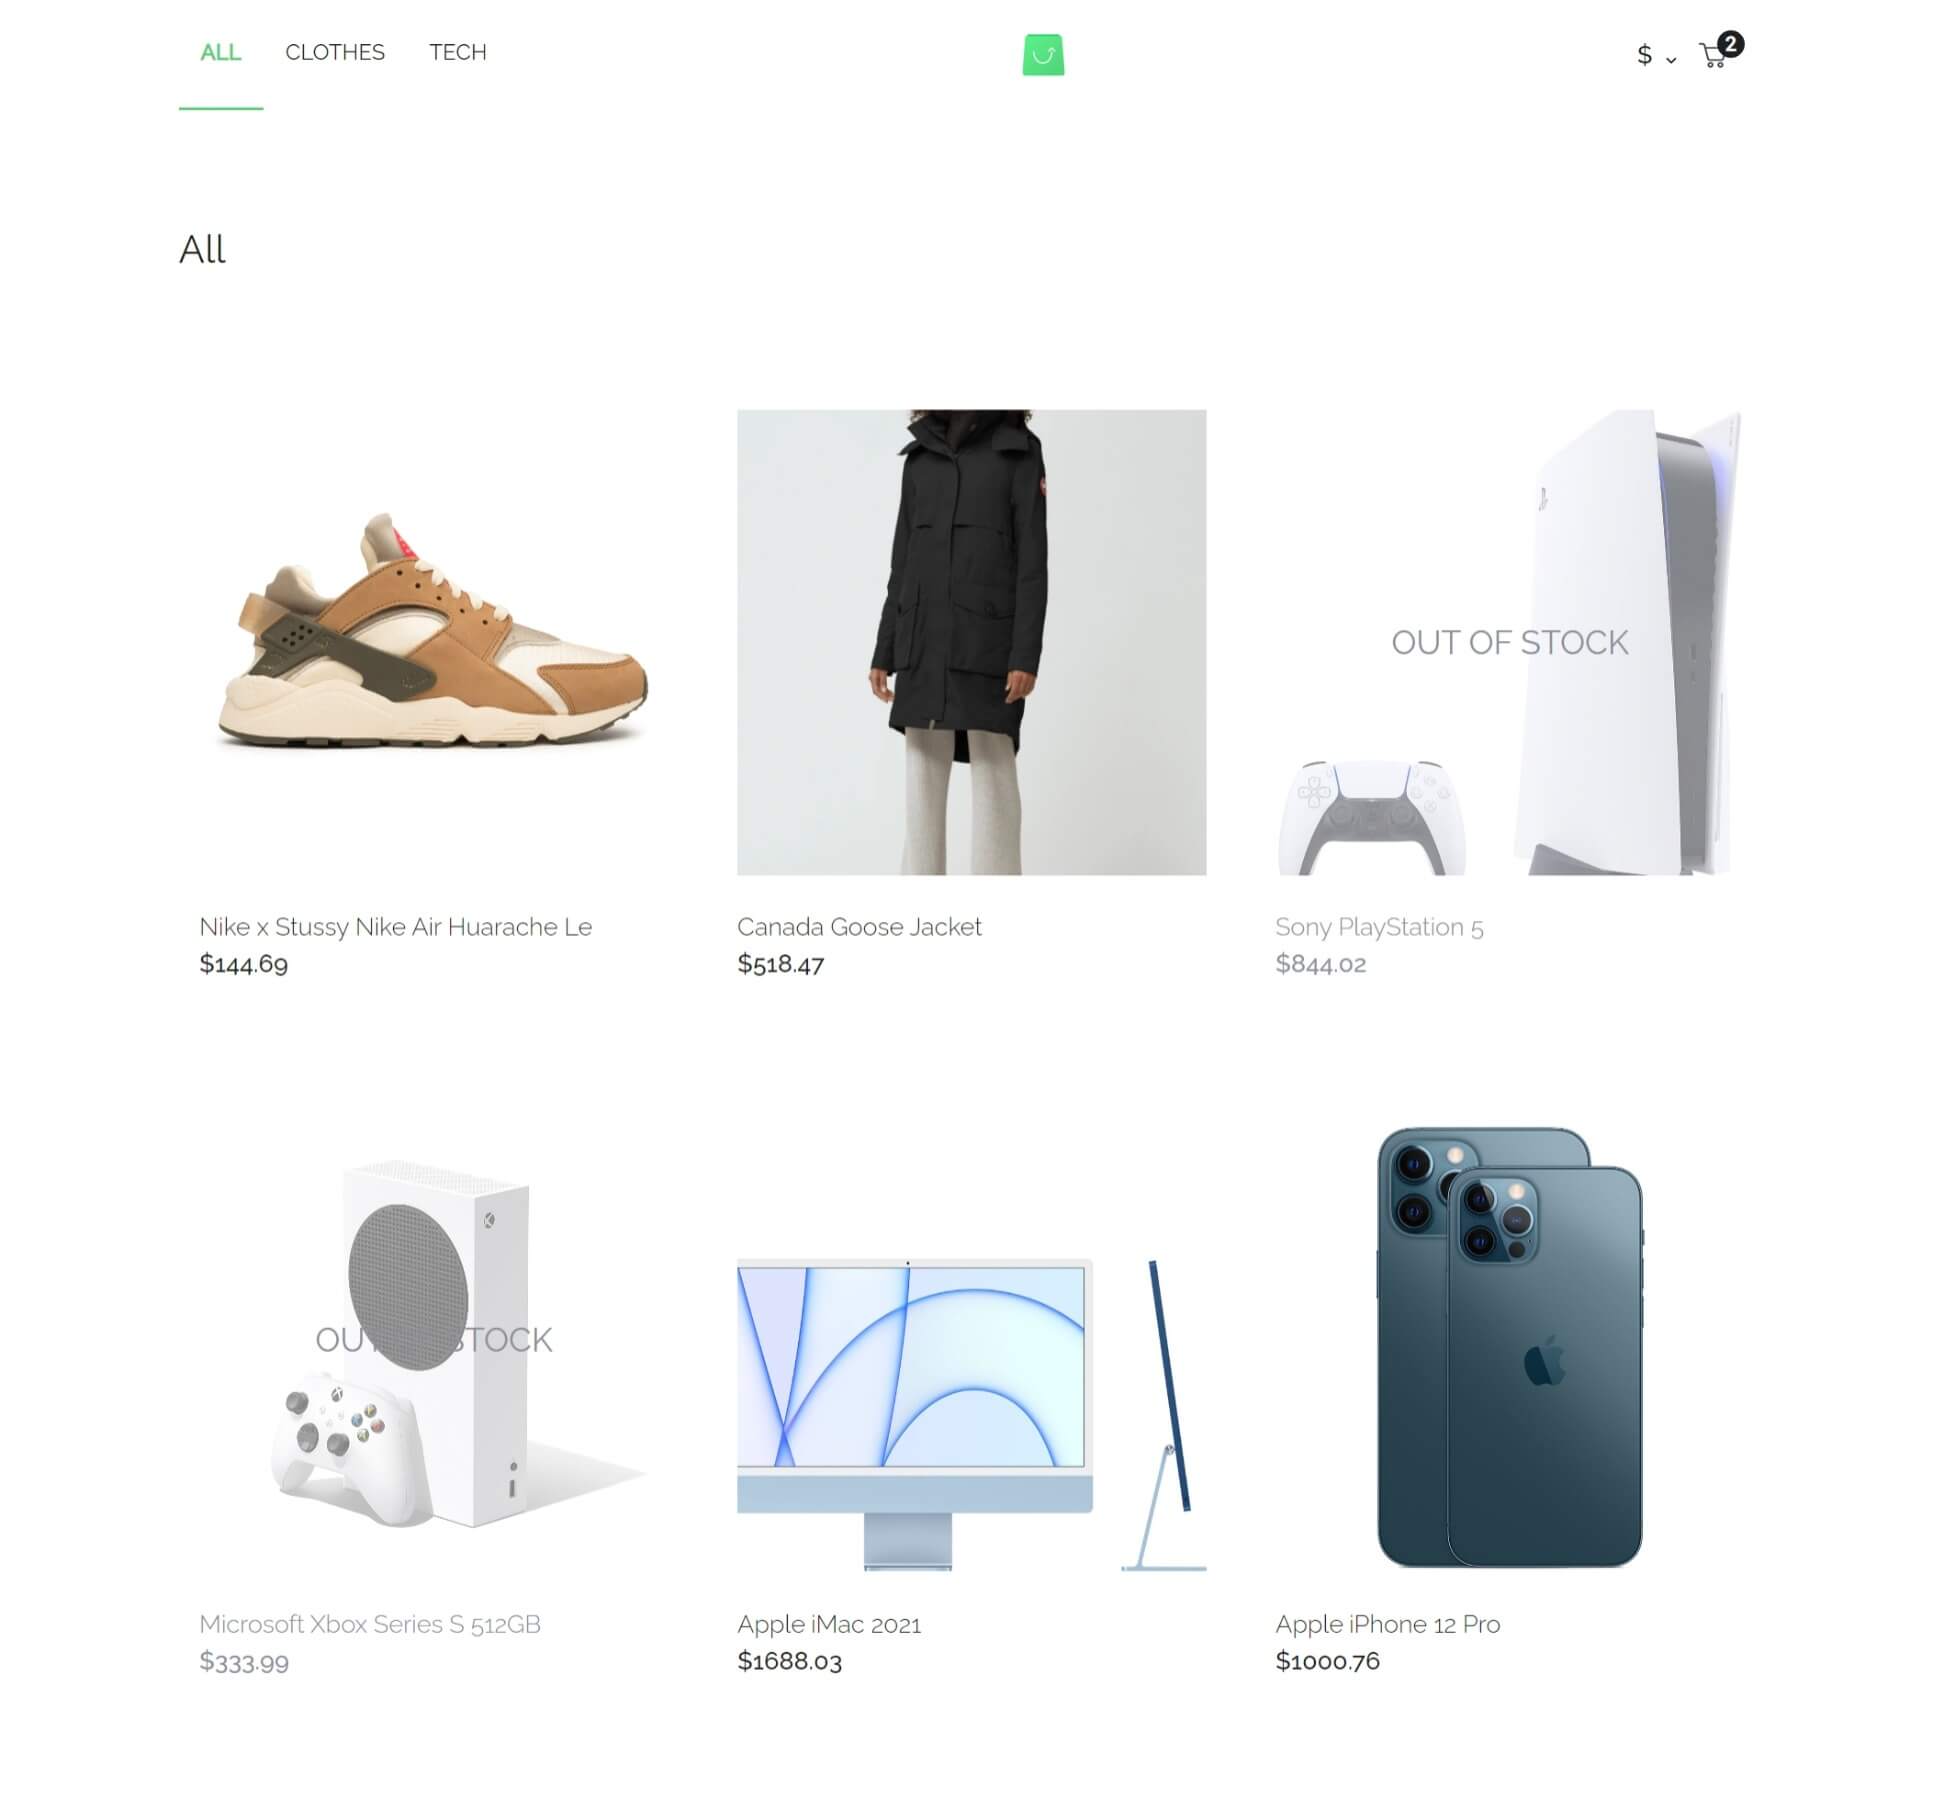 ALL CLOTHES TECH $ 2
All
OUT OF STOCK
Nike x Stussy Nike Air Huarache Le
$144.69
Canada Goose Jacket
$518.47
Sony PlayStation 5
$844.02
OUT OF STOCK
Microsoft Xbox Series S 512GB
$333.99
Apple iMac 2021
$1688.03
Apple iPhone 12 Pro
$1000.76